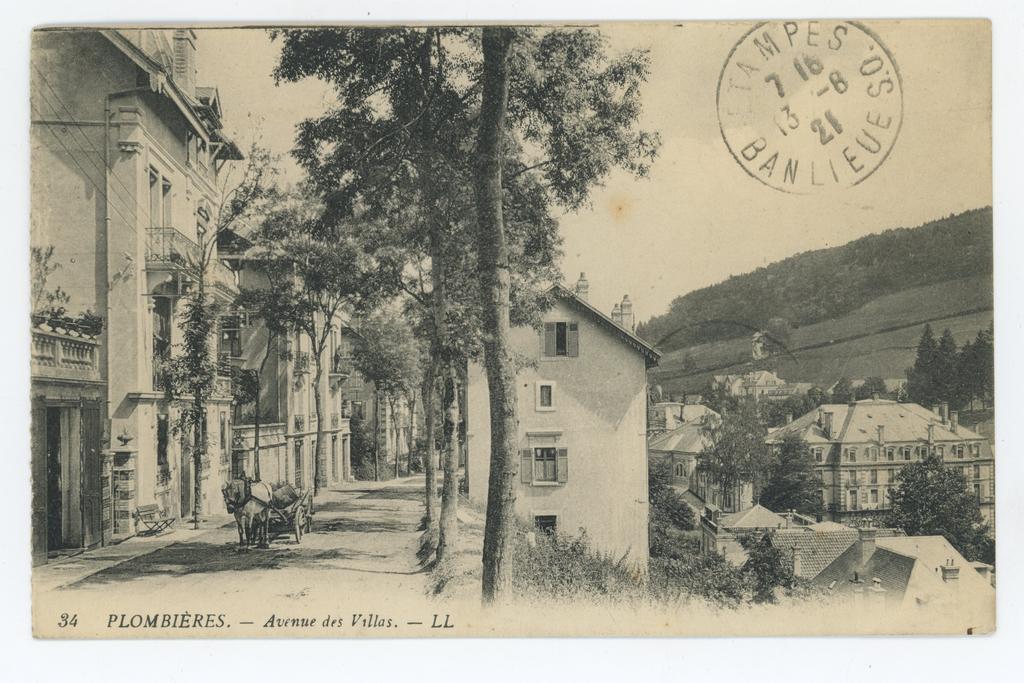 ETAMPES
S.O.
7 16
13 -8
21
BANLIEUE
34 PLOMBIÈRES. — Avenue des Villas. — LL